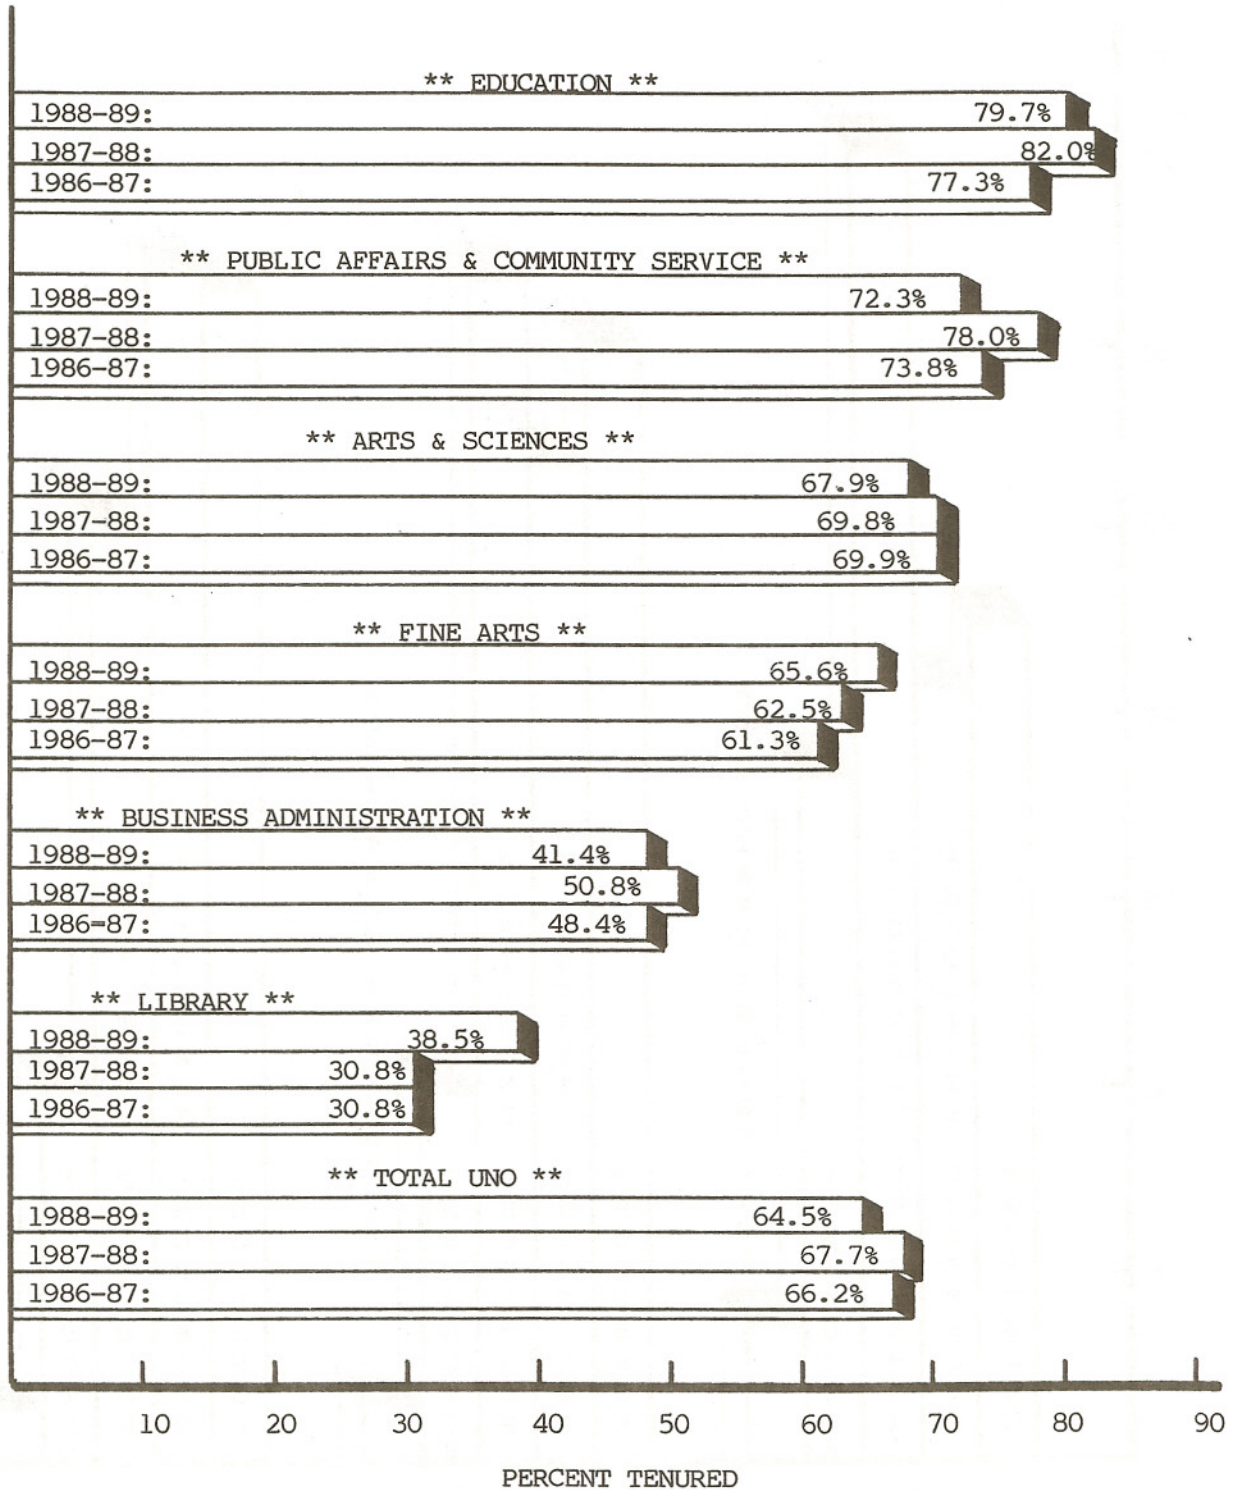 ** EDUCATION **
1988-89: 79.7%
1987-88: 82.0%
1986-87: 77.3%
** PUBLIC AFFAIRS & COMMUNITY SERVICE **
1988-89: 72.3%
1987-88: 78.0%
1986-87: 73.8%
** ARTS & SCIENCES **
1988-89: 67.9%
1987-88: 69.8%
1986-87: 69.9%
** FINE ARTS **
1988-89: 65.6%
1987-88: 62.5%
1986-87: 61.3%
** BUSINESS ADMINISTRATION **
1988-89: 41.4%
1987-88: 50.8%
1986-87: 48.4%
** LIBRARY **
1988-89: 38.5%
1987-88: 30.8%
1986-87: 30.8%
** TOTAL UNO **
1988-89: 64.5%
1987-88: 67.7%
1986-87: 66.2%
10 20 30 40 50 60 70 80 90
PERCENT TENURED